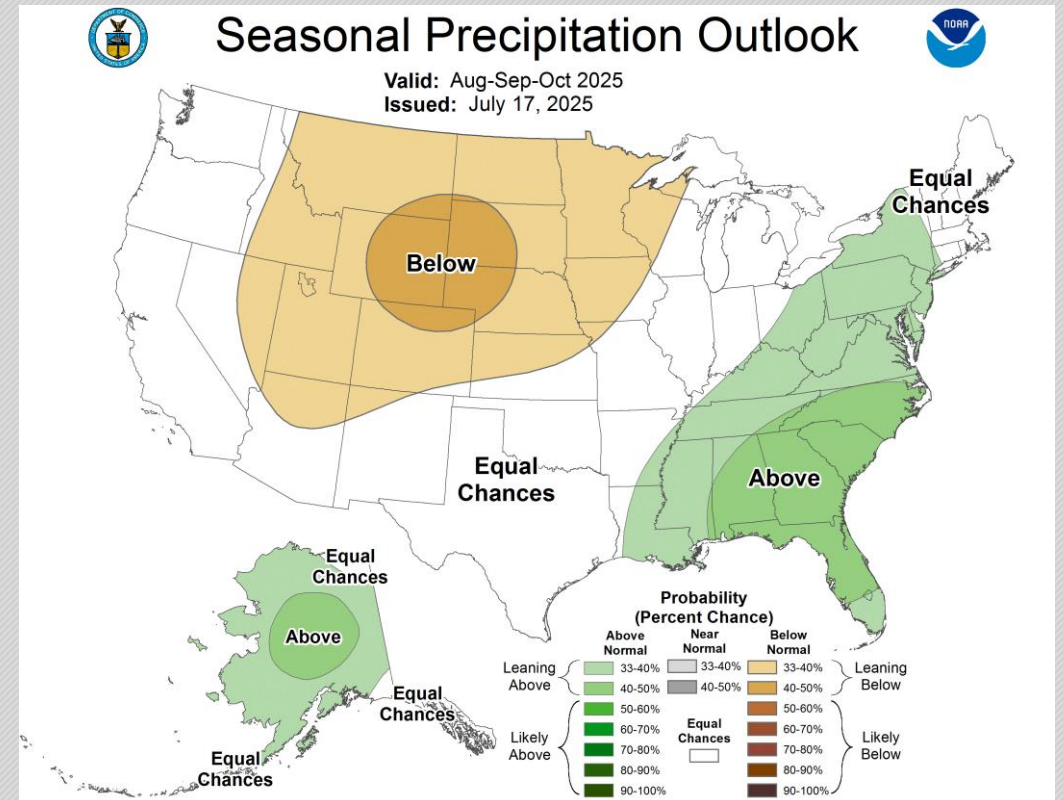 Seasonal Precipitation Outlook
NOAA
Valid: Aug-Sep-Oct 2025
Issued: July 17, 2025
Equal
Chances
Below
Equal
Chances
Above
Equal
Chances
Above
Equal
Chances
Equal
Chances
Probability
(Percent Chance)
Above
Normal
Near
Normal
Below
Normal
Leaning
Above
33-40%
40-50%
33-40%
40-50%
33-40%
40-50%
Leaning
Below
Likely
Above
50-60%
60-70%
70-80%
80-90%
90-100%
Equal
Chances
50-60%
60-70%
70-80%
80-90%
90-100%
Likely
Below